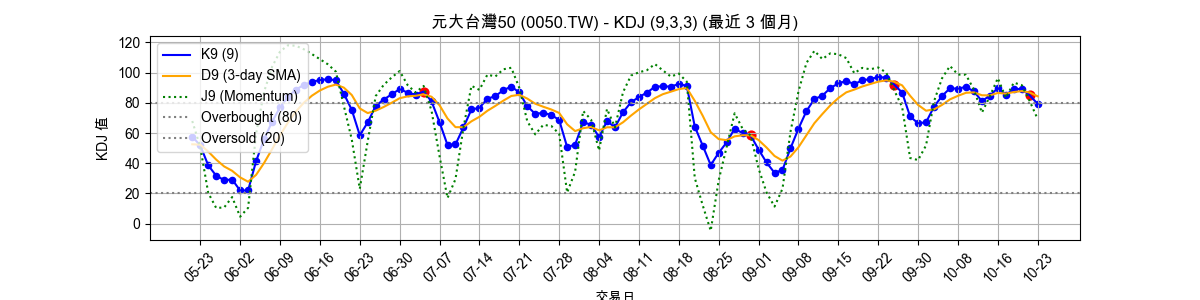 元大台灣50 (0050.TW) - KDJ (9,3,3) (最近 3 個月)
K9 (9)
D9 (3-day SMA)
J9 (Momentum)
Overbought (80)
Oversold (20)
KDJ 值
120
100
80
60
40
20
0
05-23 06-02 06-09 06-16 06-23 06-30 07-07 07-14 07-21 07-28 08-04 08-11 08-18 08-25 09-01 09-08 09-15 09-22 09-30 10-08 10-16 10-23
交易日